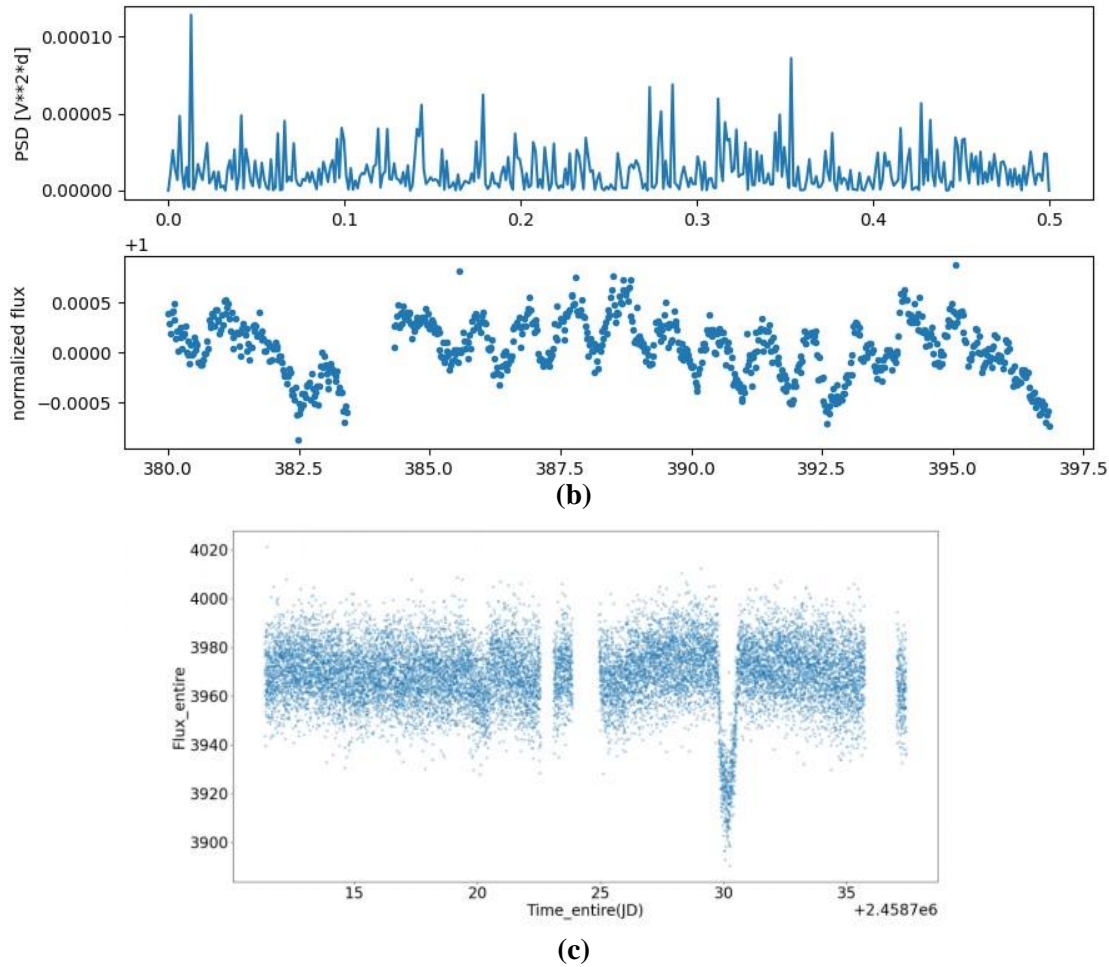 PSD [V**2*d]
0.00010
0.00005
0.00000
0.0 0.1 0.2 0.3 0.4 0.5
+1
normalized flux
0.0005
0.0000
−0.0005
380.0 382.5 385.0 387.5 390.0 392.5 395.0 397.5
(b)
Flux_entire
4020
4000
3980
3960
3940
3920
3900
15 20 25 30 35
Time_entire(JD)
+2.4587e6
(c)